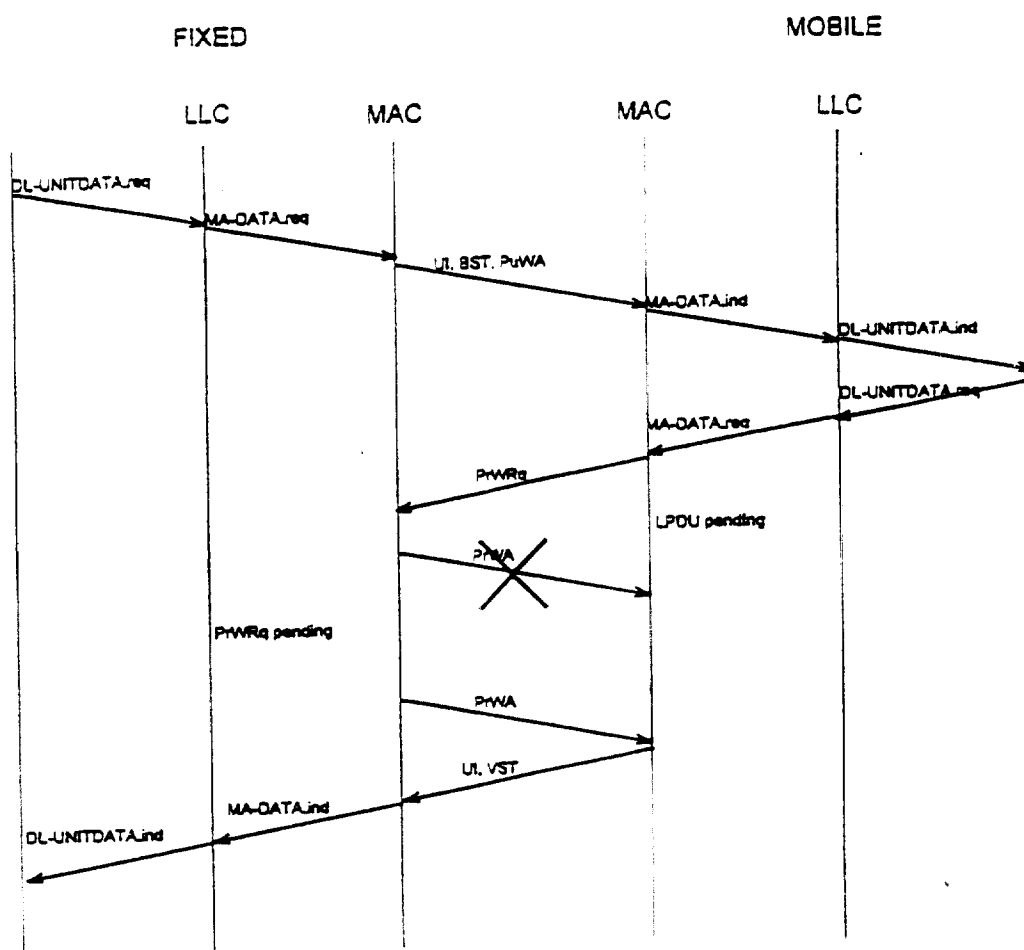 FIXED
MOBILE
LLC
MAC
MAC
LLC
DL-UNITDATA.req
MA-DATA.req
UI, BST, PuWA
MA-DATA.ind
DL-UNITDATA.ind
DL-UNITDATA.req
MA-DATA.req
PrWRq
LPDU pending
PrWA
PrWRq pending
PrWA
UI, VST
MA-DATA.ind
DL-UNITDATA.ind